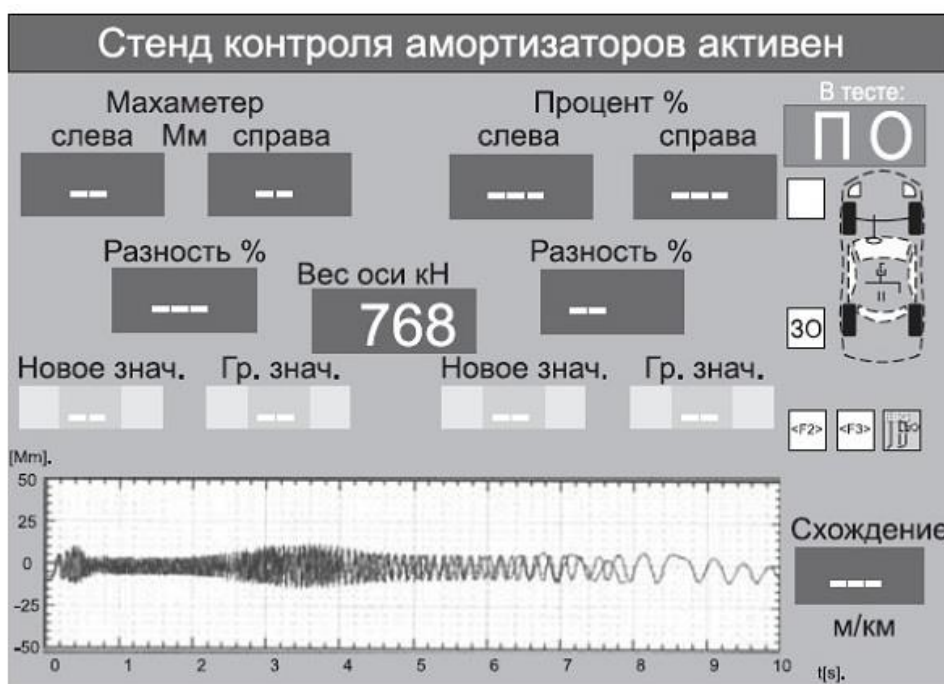 Стенд контроля амортизаторов активен
Махаметер
Процент %
В тесте:
слева Мм справа
слева справа
ПО
-- --
--- ---
Разность %
Вес оси кН
Разность %
---
768
--
ЗО
Новое знач. Гр. знач. Новое знач. Гр. знач.
-- -- -- --
<F2> <F3>
[Mm].
50
25
0
-25
-50
0 1 2 3 4 5 6 7 8 9 10 t[s].
Схождение
---
м/км